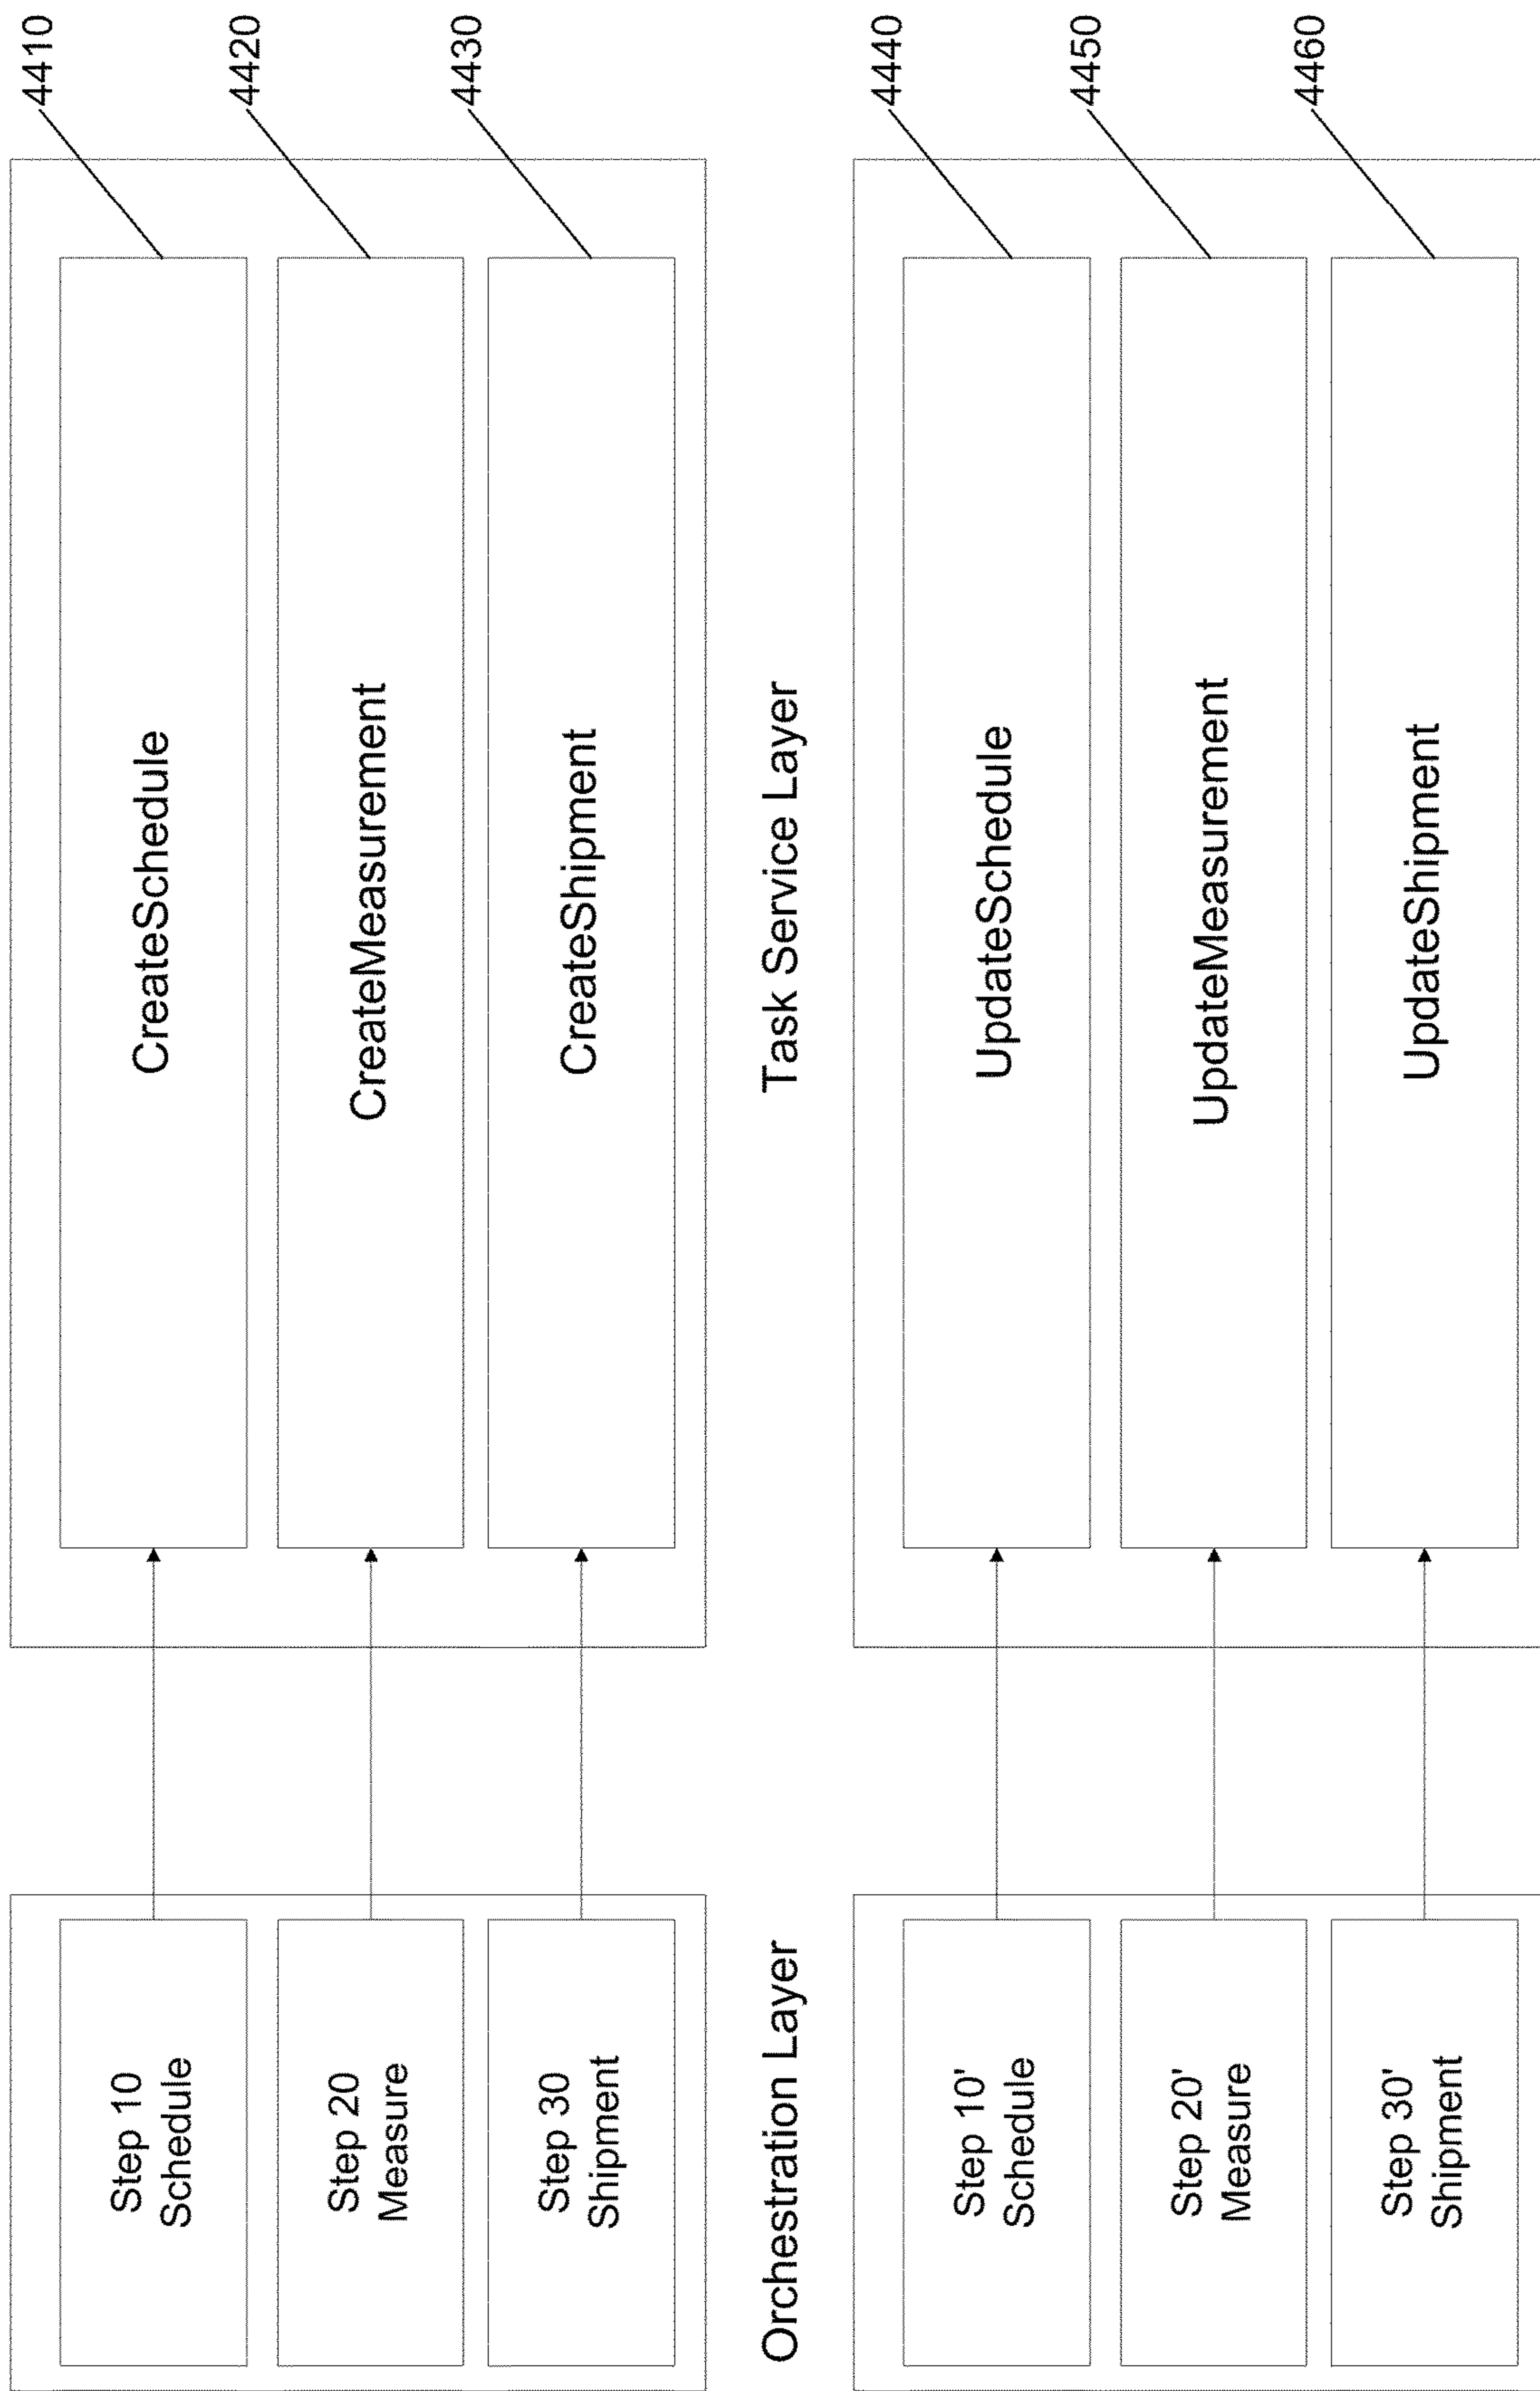 Step 10
Schedule
CreateSchedule
4410
Step 20
Measure
CreateMeasurement
4420
Step 30
Shipment
CreateShipment
4430
Orchestration Layer
Task Service Layer
Step 10'
Schedule
UpdateSchedule
4440
Step 20'
Measure
UpdateMeasurement
4450
Step 30'
Shipment
UpdateShipment
4460